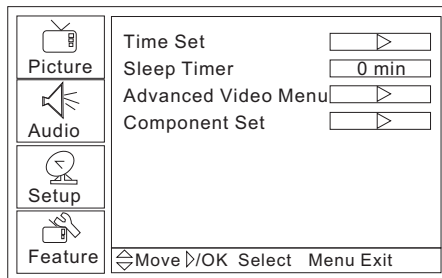 Picture
Audio
Setup
Feature
Time Set
Sleep Timer 0 min
Advanced Video Menu
Component Set
Move /OK Select Menu Exit